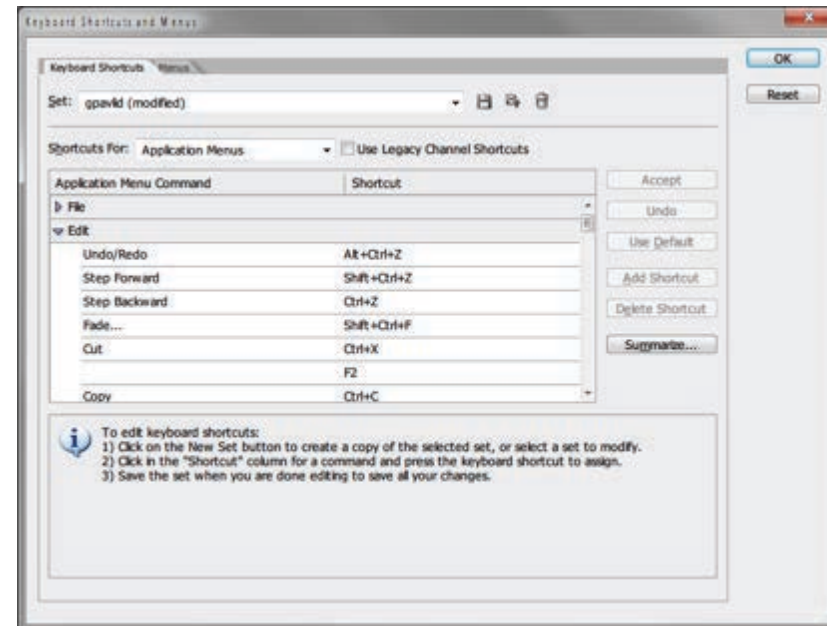 Keyboard Shortcuts and Menus
OK
Reset
Keyboard Shortcuts Menus
Set: gpavlid (modified)
Shortcuts For: Application Menus Use Legacy Channel Shortcuts
Application Menu Command Shortcut
File
Edit
Undo/Redo Alt+Ctrl+Z
Step Forward Shift+Ctrl+Z
Step Backward Ctrl+Z
Fade... Shift+Ctrl+F
Cut Ctrl+X
F2
Copy Ctrl+C
Accept
Undo
Use Default
Add Shortcut
Delete Shortcut
Summarize...
To edit keyboard shortcuts:
1) Click on the New Set button to create a copy of the selected set, or select a set to modify.
2) Click in the "Shortcut" column for a command and press the keyboard shortcut to assign.
3) Save the set when you are done editing to save all your changes.